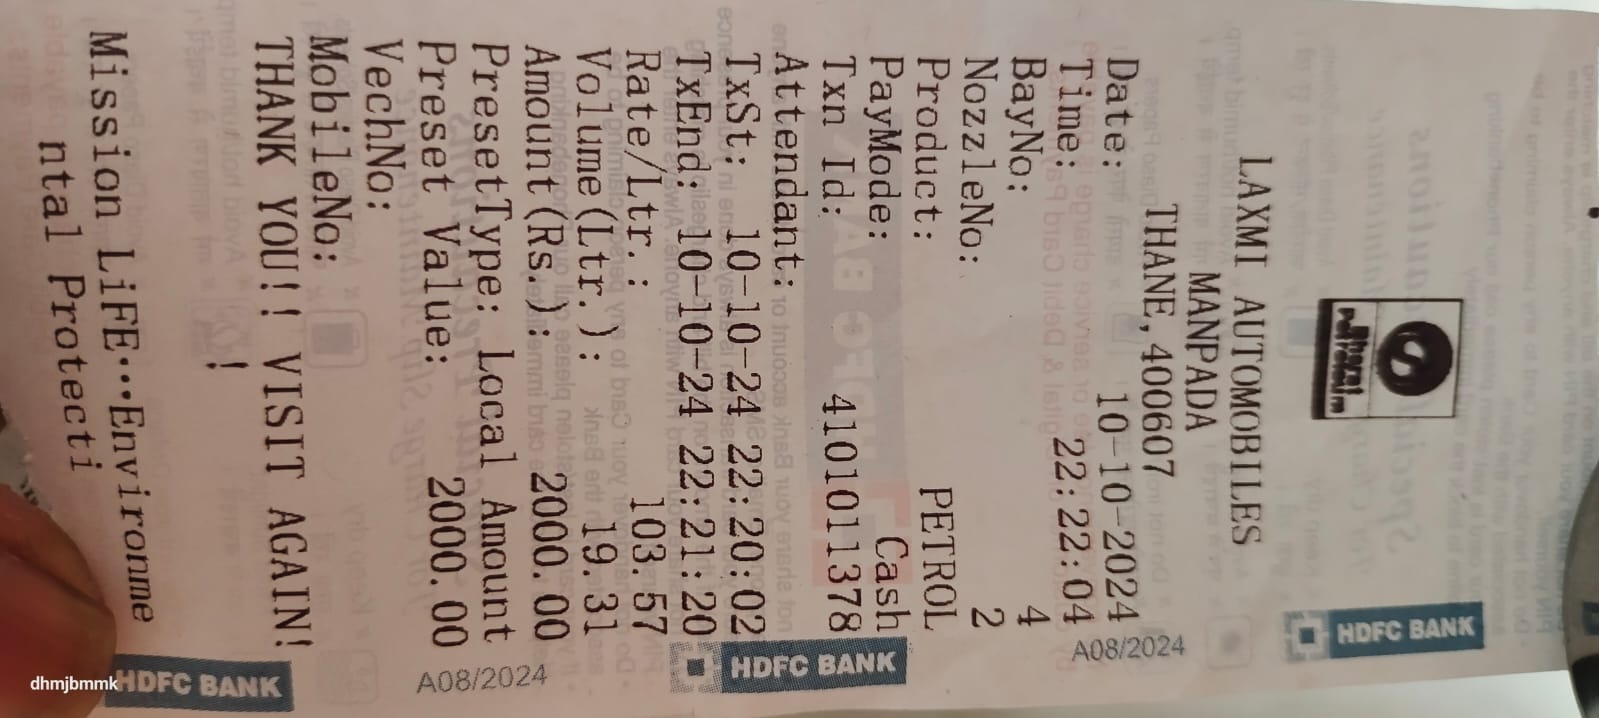 Bharat
Petroleum
LAXMI AUTOMOBILES
MANPADA
THANE, 400607
Date: 10-10-2024
Time: 22:22:04
BayNo: 4
NozzleNo: 2
Product: PETROL
PayMode: Cash
Txn Id: 4101011378
Attendant:
TxSt: 10-10-24 22:20:02
TxEnd: 10-10-24 22:21:20
Rate/Ltr.: 103.57
Volume(Ltr.): 19.31
Amount(Rs.): 2000.00
PresetType: Local Amount
Preset Value: 2000.00
VechNo:
MobileNo:
THANK YOU!! VISIT AGAIN!
!
Mission LiFE...Environme
ntal Protecti
HDFC BANK
A08/2024
HDFC BANK
A08/2024
HDFC BANK
dhmjbmmk